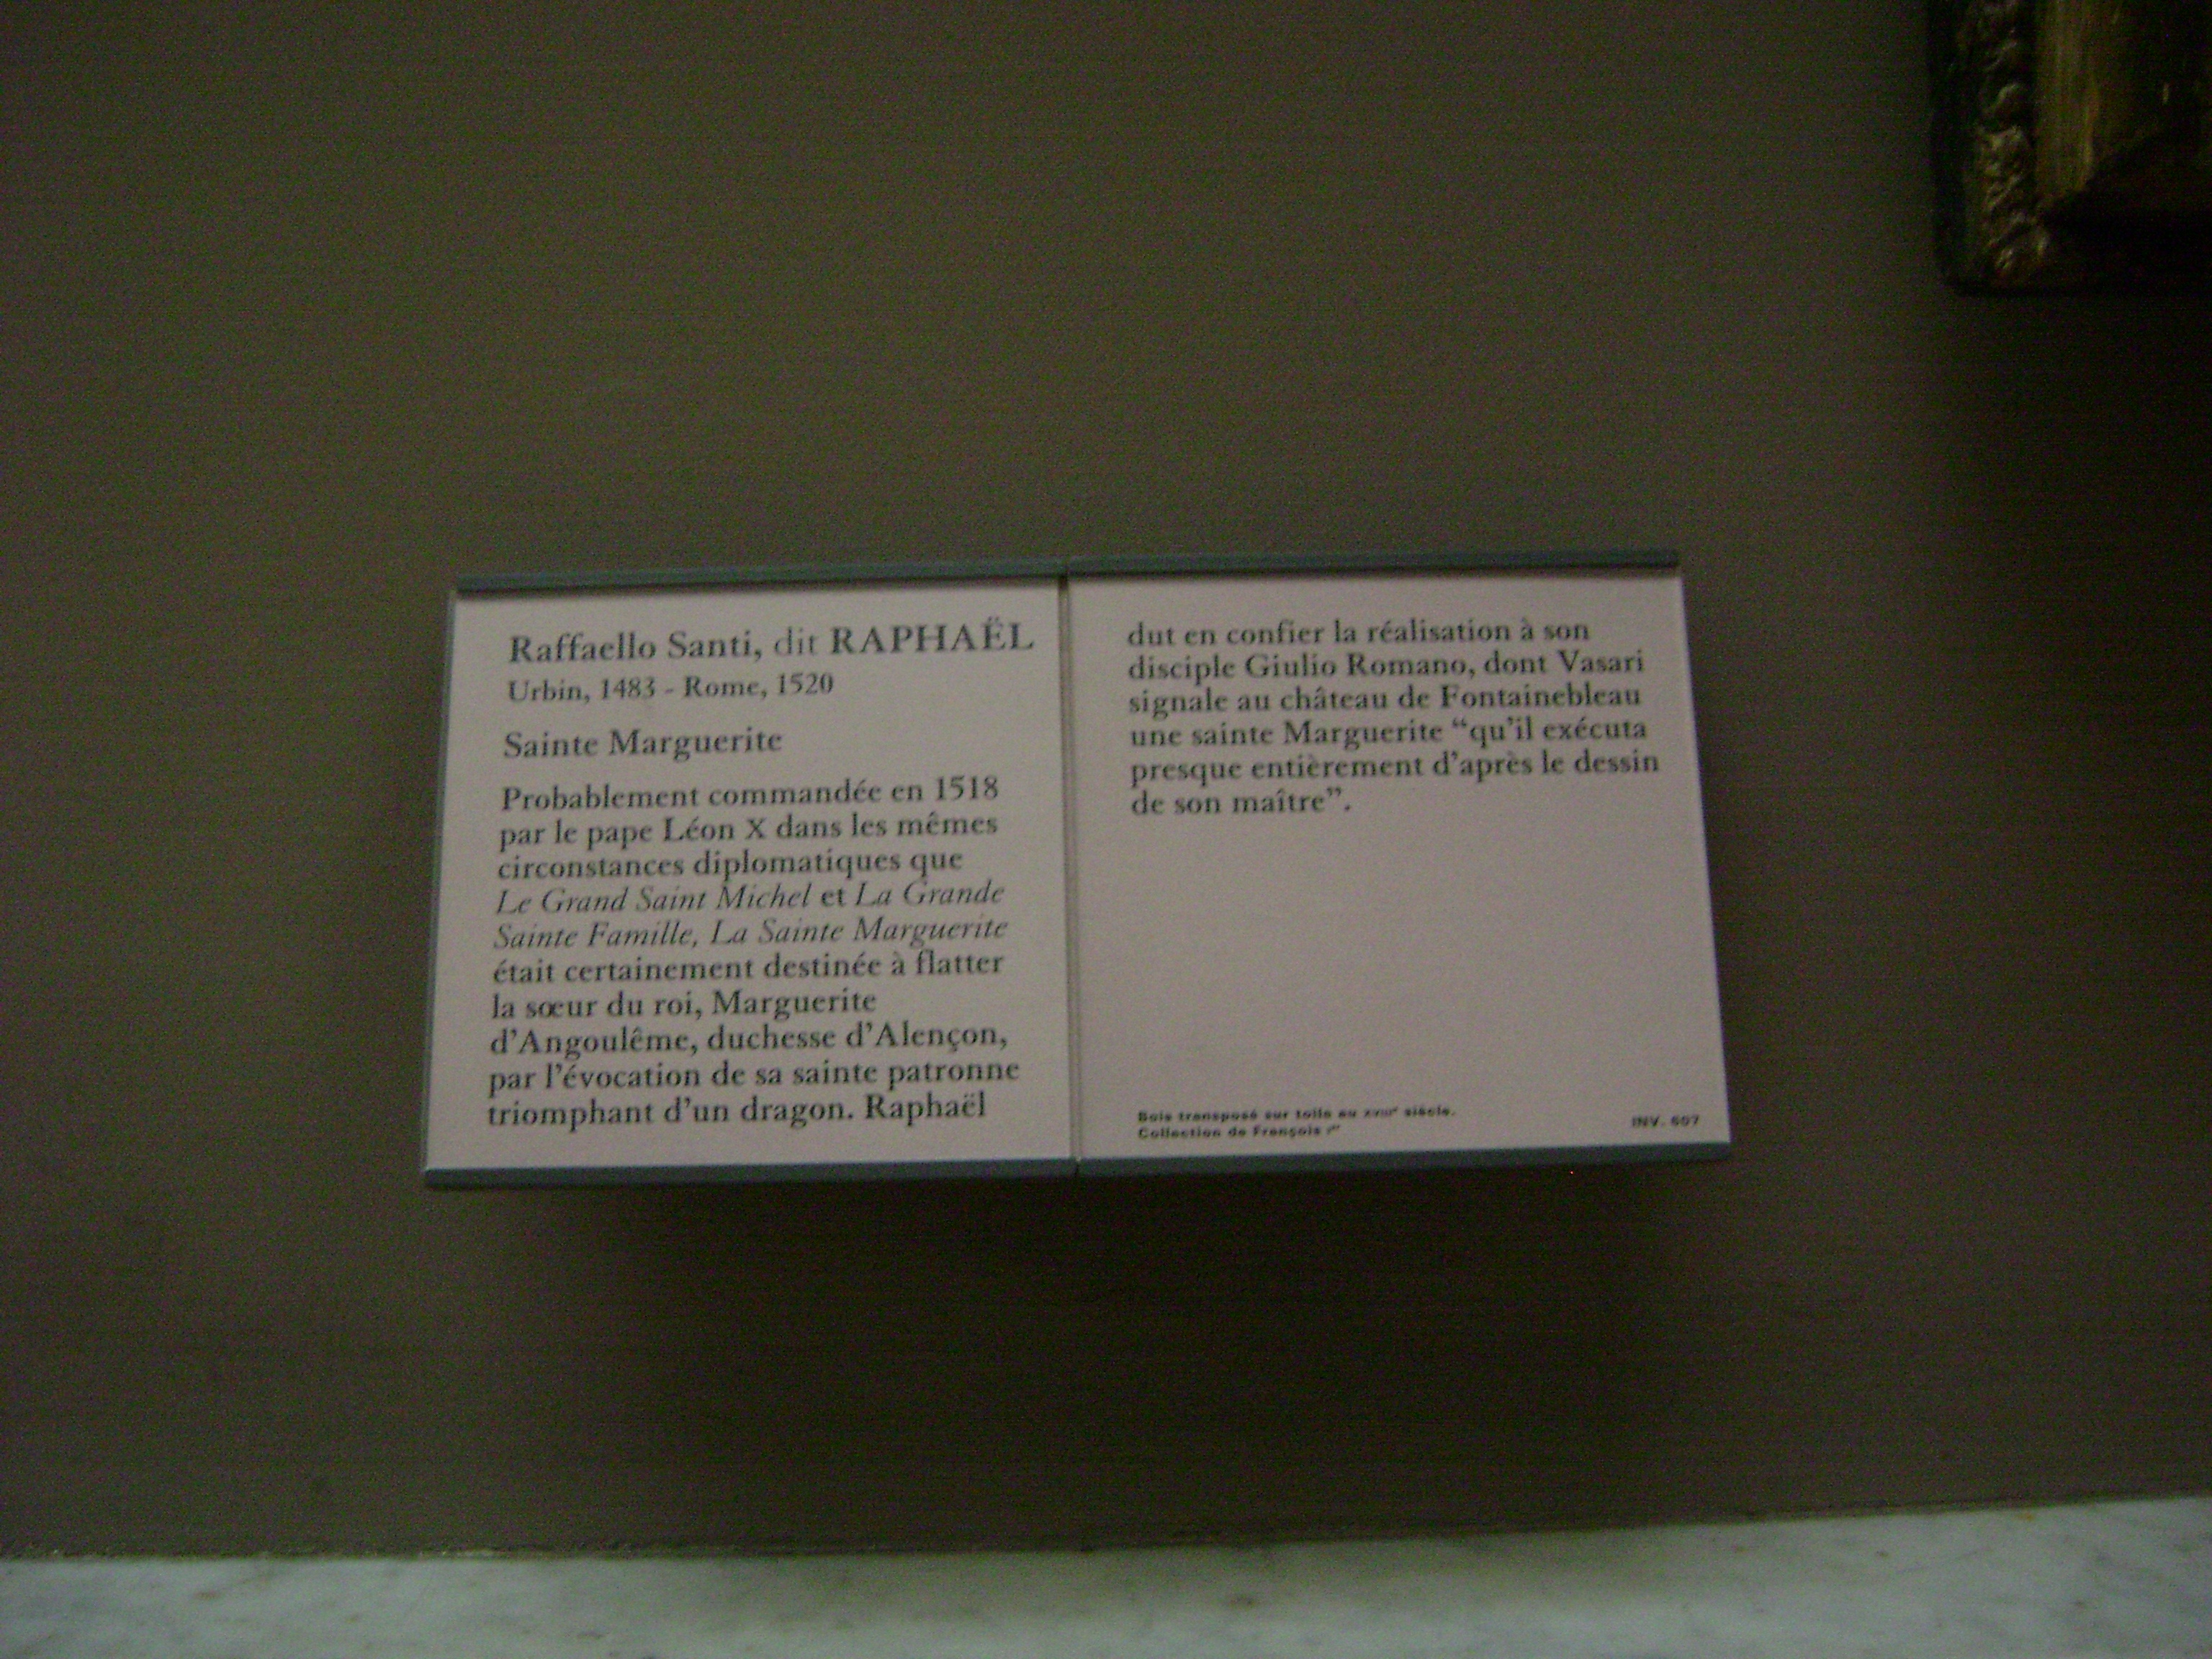 Raffaello Santi, dit RAPHAËL
Urbin, 1483 - Rome, 1520
Sainte Marguerite
Probablement commandée en 1518
par le pape Léon X dans les mêmes
circonstances diplomatiques que
Le Grand Saint Michel et La Grande
Sainte Famille, La Sainte Marguerite
était certainement destinée à flatter
la sœur du roi, Marguerite
d'Angoulême, duchesse d'Alençon,
par l'évocation de sa sainte patronne
triomphant d'un dragon. Raphaël
dut en confier la réalisation à son
disciple Giulio Romano, dont Vasari
signale au château de Fontainebleau
une sainte Marguerite “qu'il exécuta
presque entièrement d'après le dessin
de son maître”.
Bois transposé sur toile au XVIIIe siècle.
Collection de François Ier
INV. 607